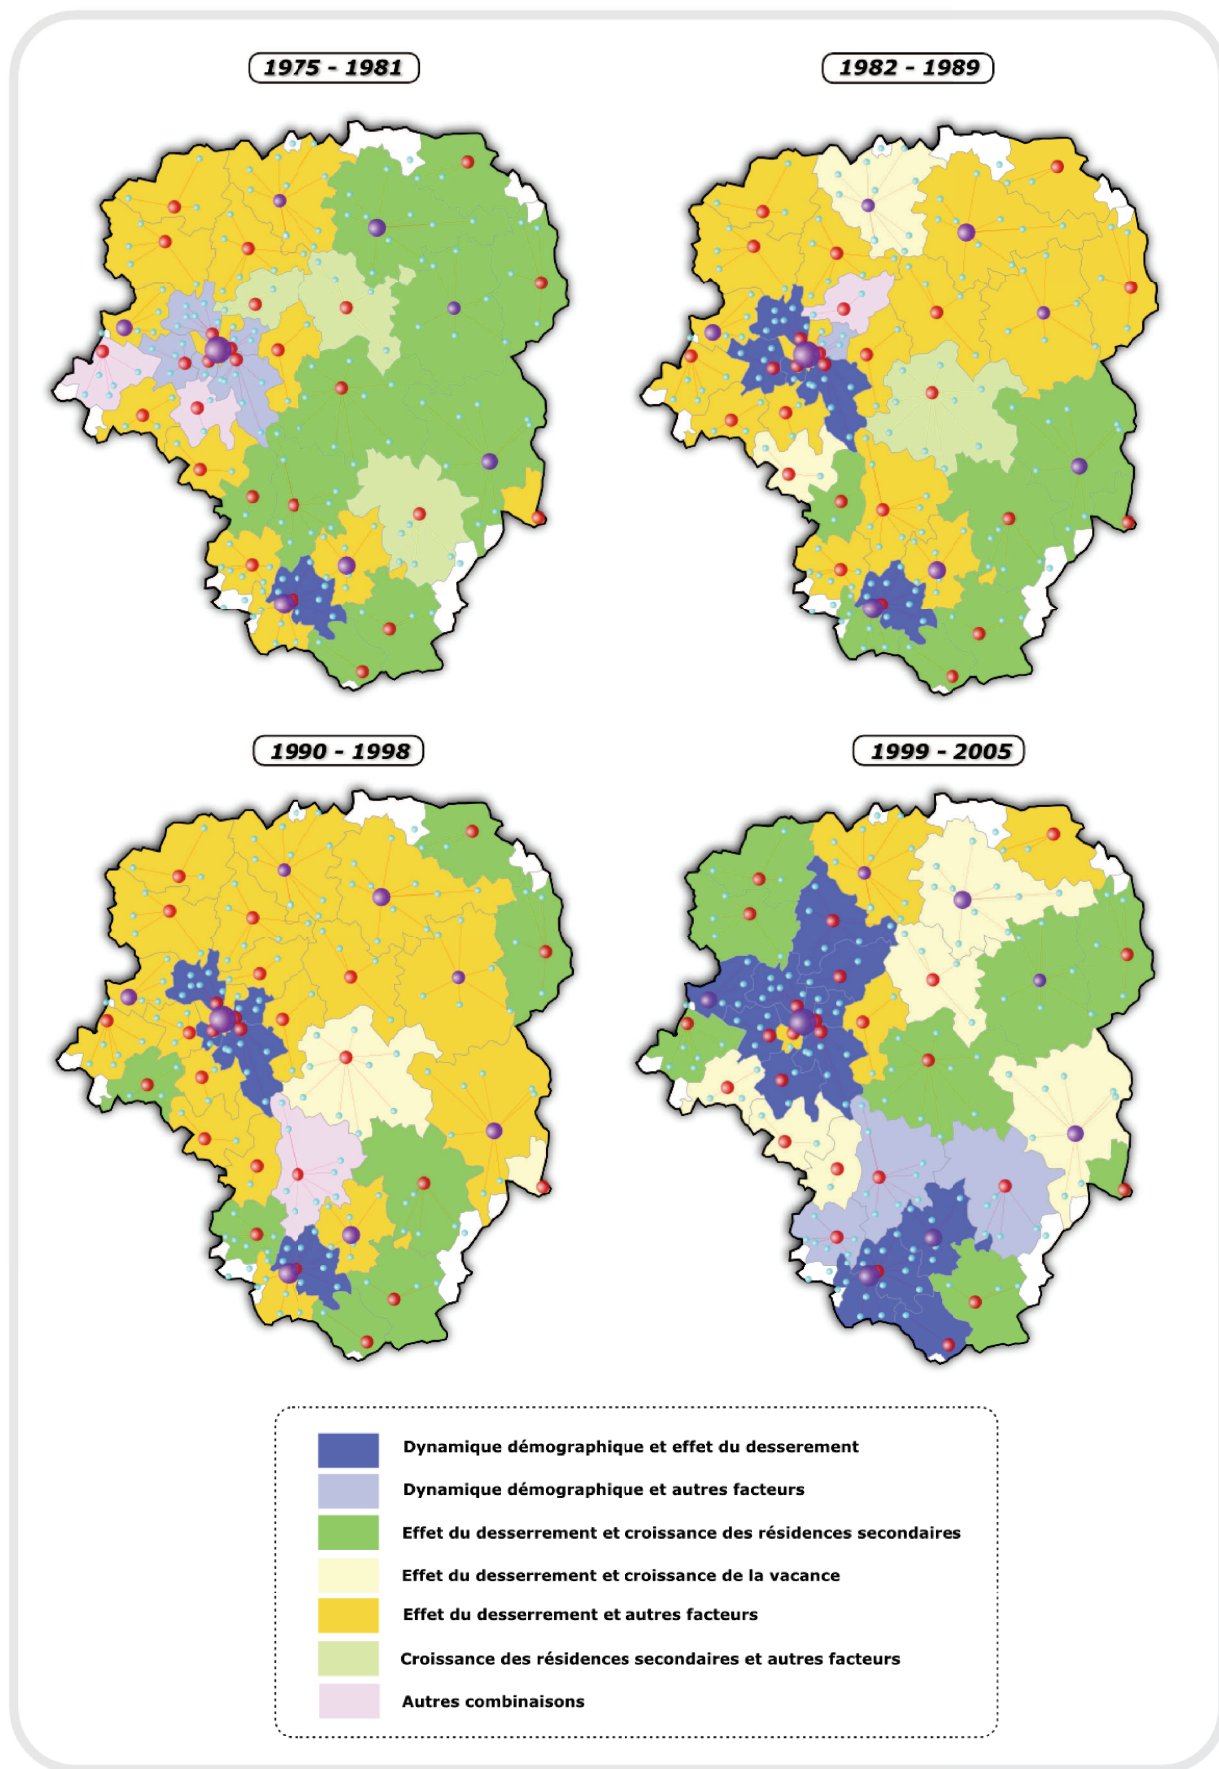 1975 - 1981
1982 - 1989
1990 - 1998
1999 - 2005
Dynamique démographique et effet du desserement
Dynamique démographique et autres facteurs
Effet du desserrement et croissance des résidences secondaires
Effet du desserrement et croissance de la vacance
Effet du desserrement et autres facteurs
Croissance des résidences secondaires et autres facteurs
Autres combinaisons